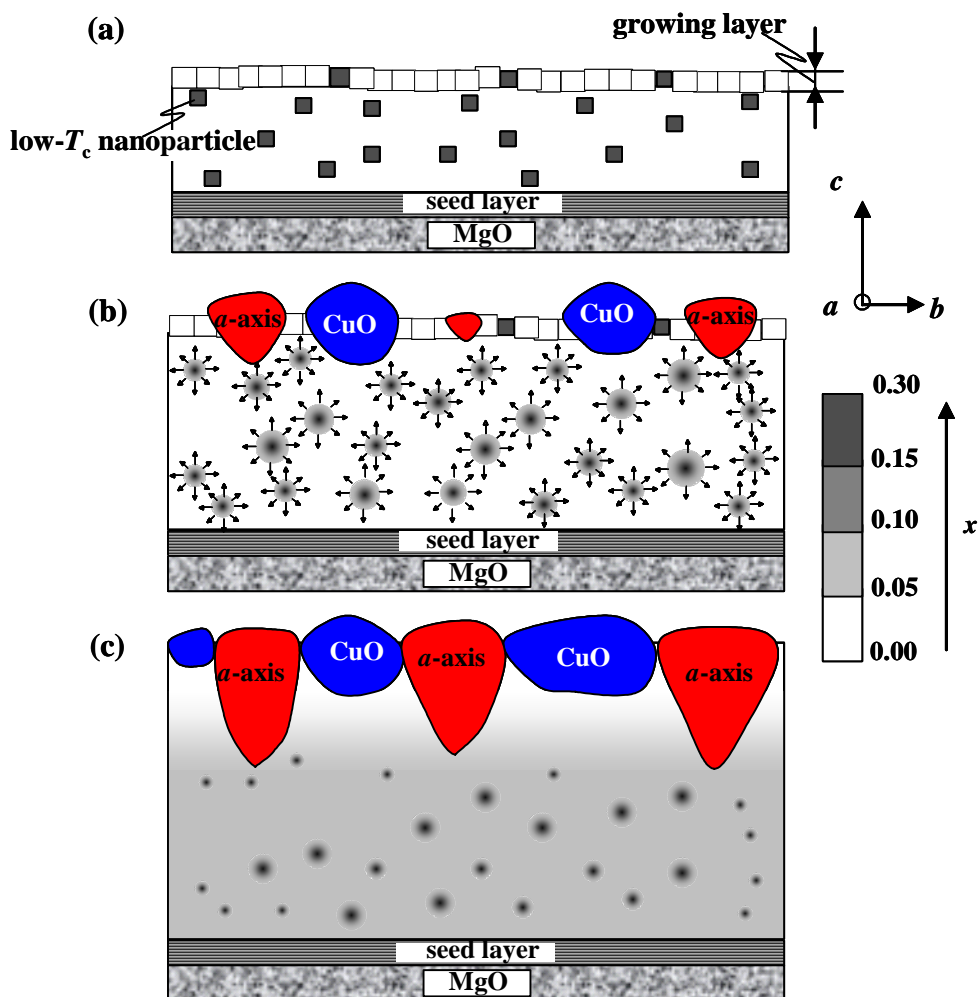 (a)
growing layer
low-Tc nanoparticle
seed layer
MgO
c
a
b
(b)
a-axis
CuO
CuO
a-axis
seed layer
MgO
0.30
0.15
0.10
0.05
0.00
x
(c)
a-axis
CuO
a-axis
CuO
a-axis
seed layer
MgO